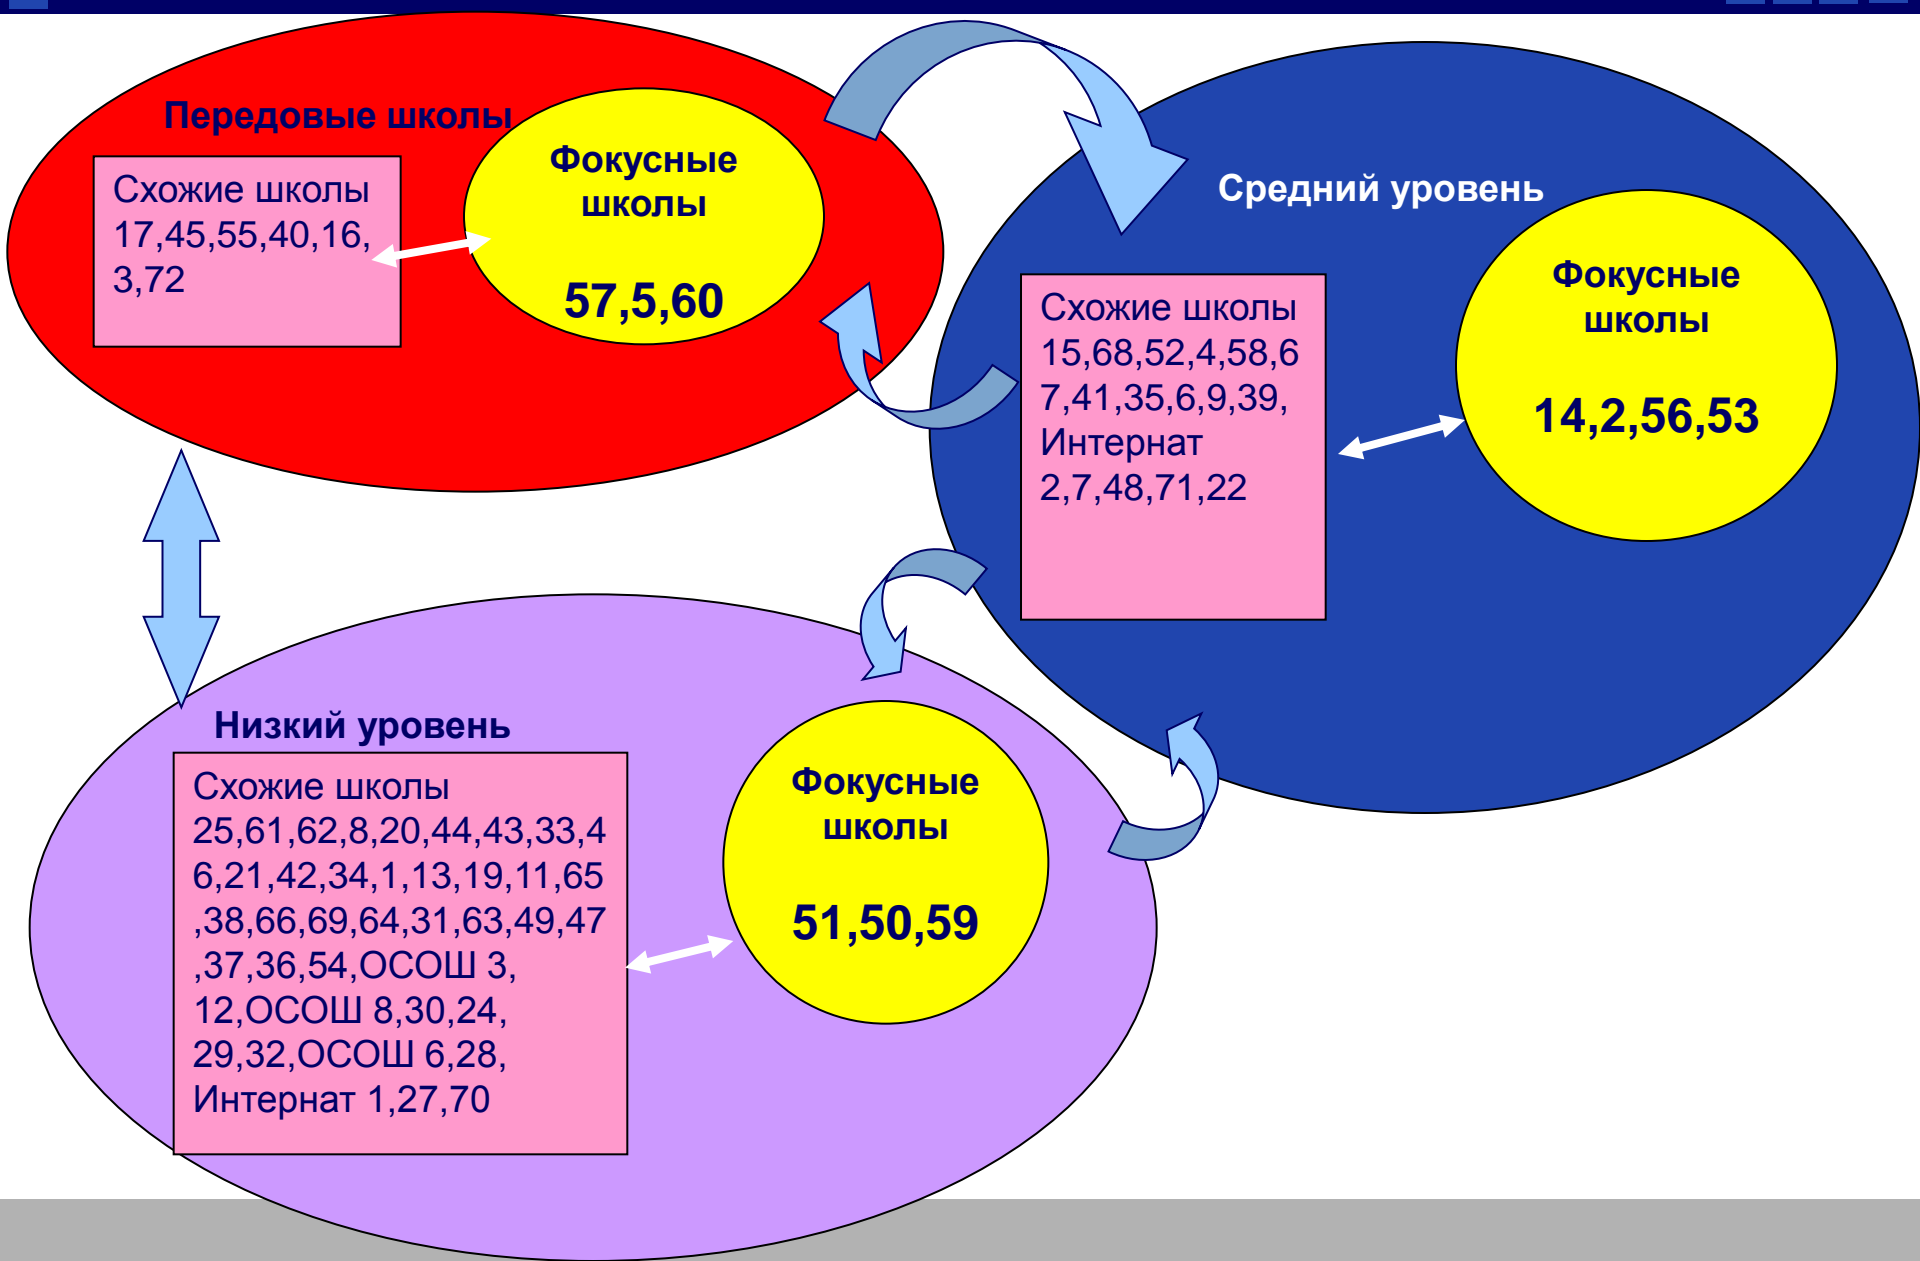 Передовые школы
Схожие школы
17,45,55,40,16,
3,72
Фокусные
школы
57,5,60
Средний уровень
Схожие школы
15,68,52,4,58,6
7,41,35,6,9,39,
Интернат
2,7,48,71,22
Фокусные
школы
14,2,56,53
Низкий уровень
Схожие школы
25,61,62,8,20,44,43,33,4
6,21,42,34,1,13,19,11,65
,38,66,69,64,31,63,49,47
,37,36,54,ОСОШ 3,
12,ОСОШ 8,30,24,
29,32,ОСОШ 6,28,
Интернат 1,27,70
Фокусные
школы
51,50,59